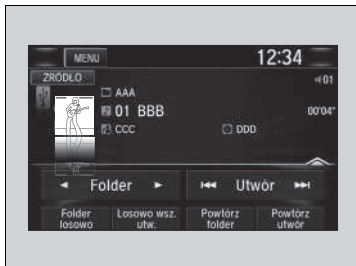 MENU 12:34
ŹRÓDŁO 01
AAA
01 BBB 00'04"
CCC DDD
Folder Utwór
Folder losowo Losowo wsz. utw. Powtórz folder Powtórz utwór